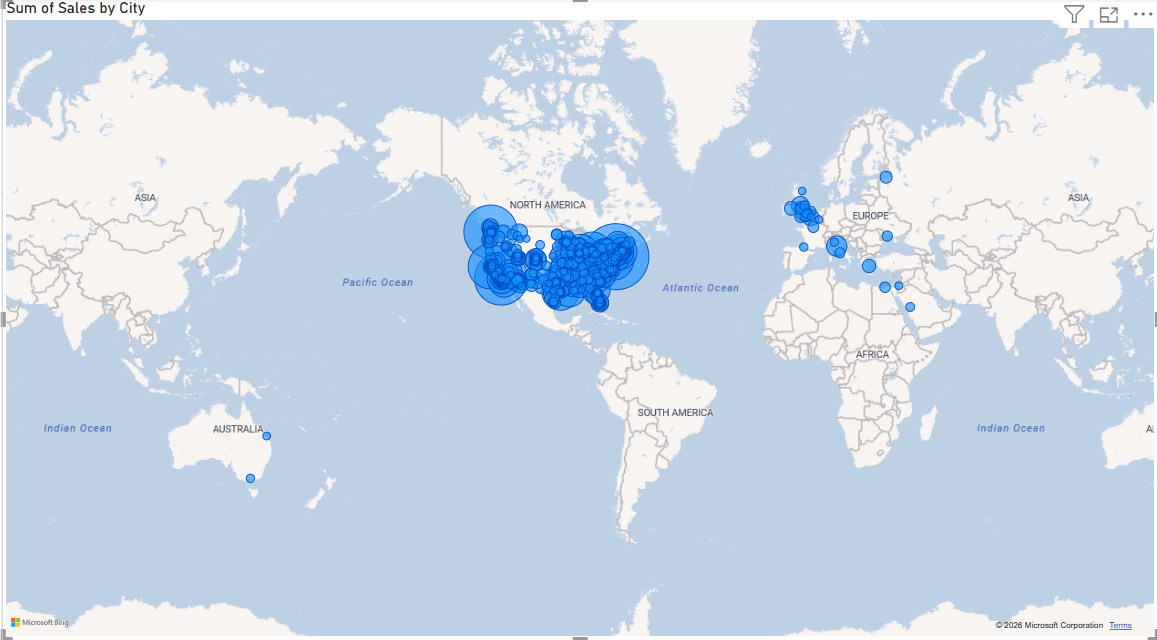 Sum of Sales by City
ASIA
NORTH AMERICA
EUROPE
ASIA
Pacific Ocean
Atlantic Ocean
AFRICA
SOUTH AMERICA
Indian Ocean
AUSTRALIA
Indian Ocean
A
Microsoft Bing
© 2026 Microsoft Corporation Terms